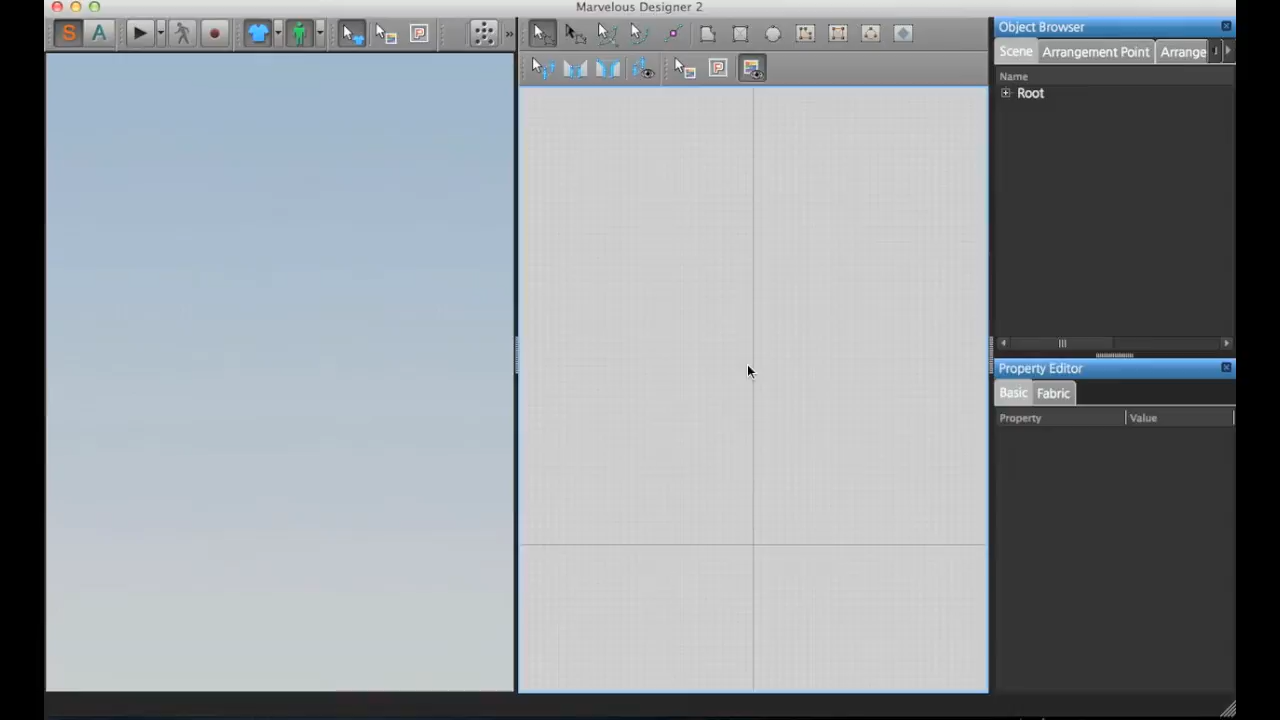 Marvelous Designer 2
S A
»
Object Browser
Scene Arrangement Point Arrange
Name
Root
Property Editor
Basic Fabric
Property Value